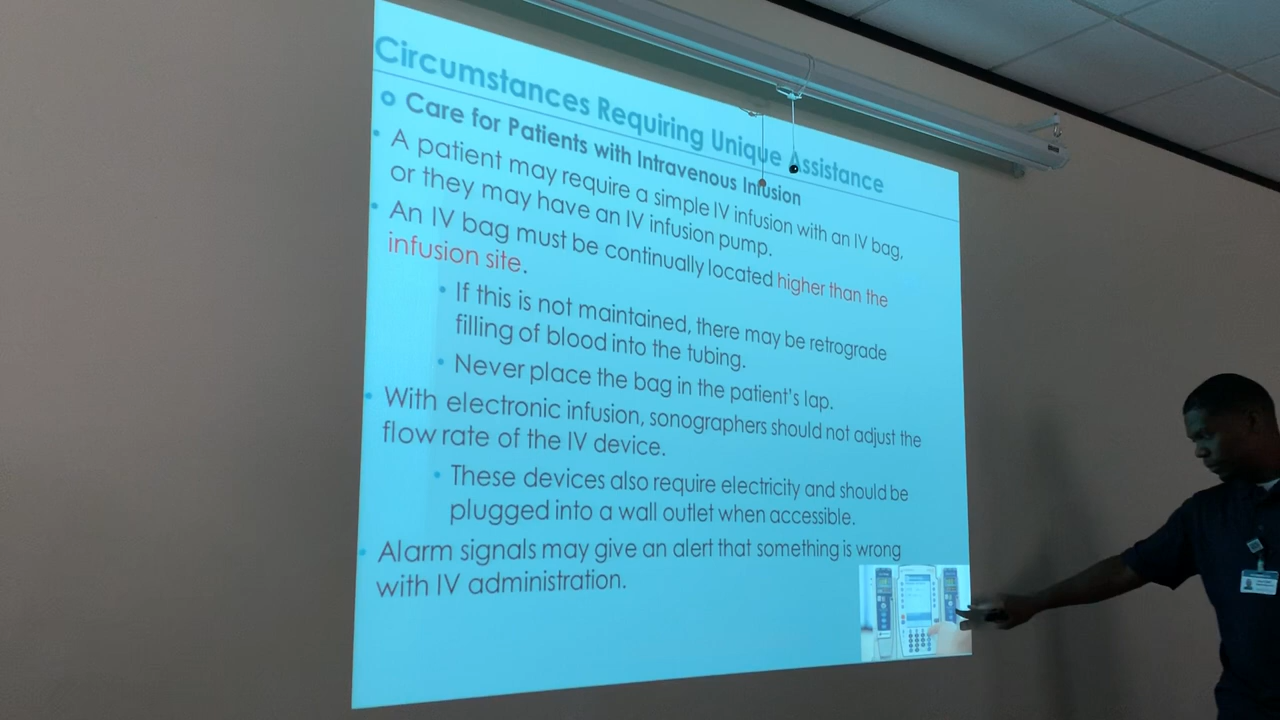 Circumstances Requiring Unique Assistance
Care for Patients with Intravenous Infusion
A patient may require a simple IV infusion with an IV bag,
or they may have an IV infusion pump.
An IV bag must be continually located higher than the
infusion site.
If this is not maintained, there may be retrograde
filling of blood into the tubing.
Never place the bag in the patient's lap.
With electronic infusion, sonographers should not adjust the
flow rate of the IV device.
These devices also require electricity and should be
plugged into a wall outlet when accessible.
Alarm signals may give an alert that something is wrong
with IV administration.